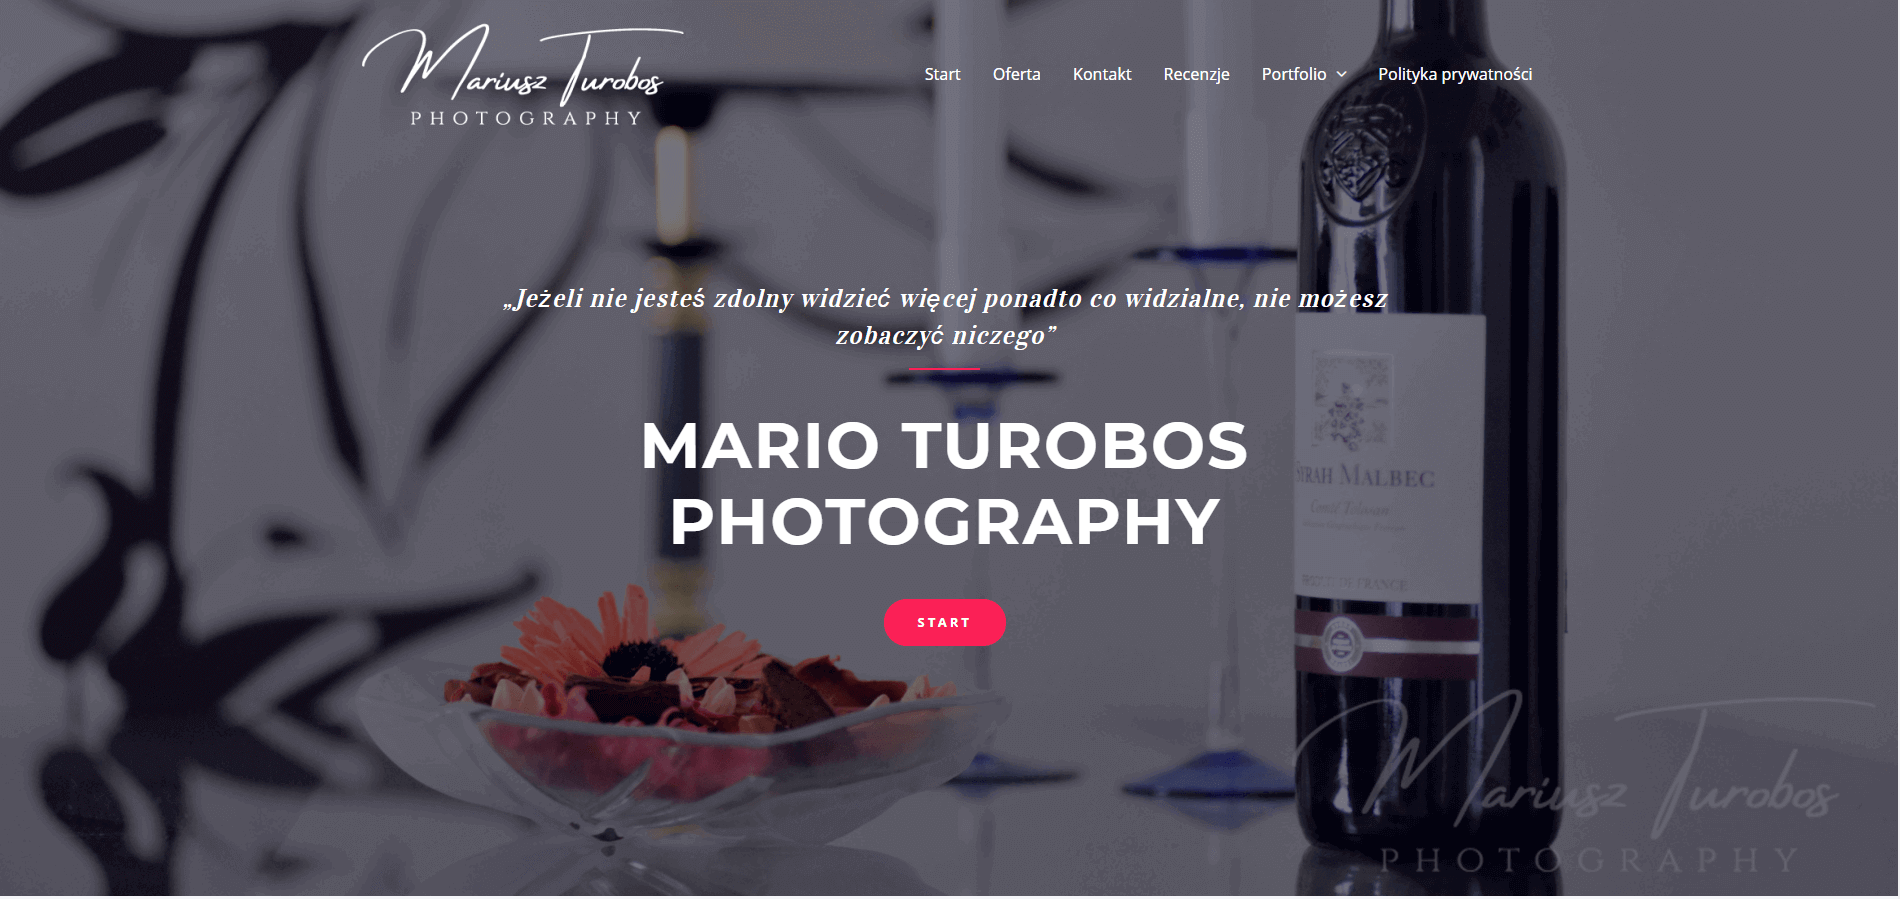 Mariusz Turobos
PHOTOGRAPHY
Start Oferta Kontakt Recenzje Portfolio Polityka prywatności
„Jeżeli nie jesteś zdolny widzieć więcej ponadto co widzialne, nie możesz
zobaczyć niczego”
MARIO TUROBOS
PHOTOGRAPHY
START
SYRAH MALBEC
Mariusz Turobos
PHOTOGRAPHY